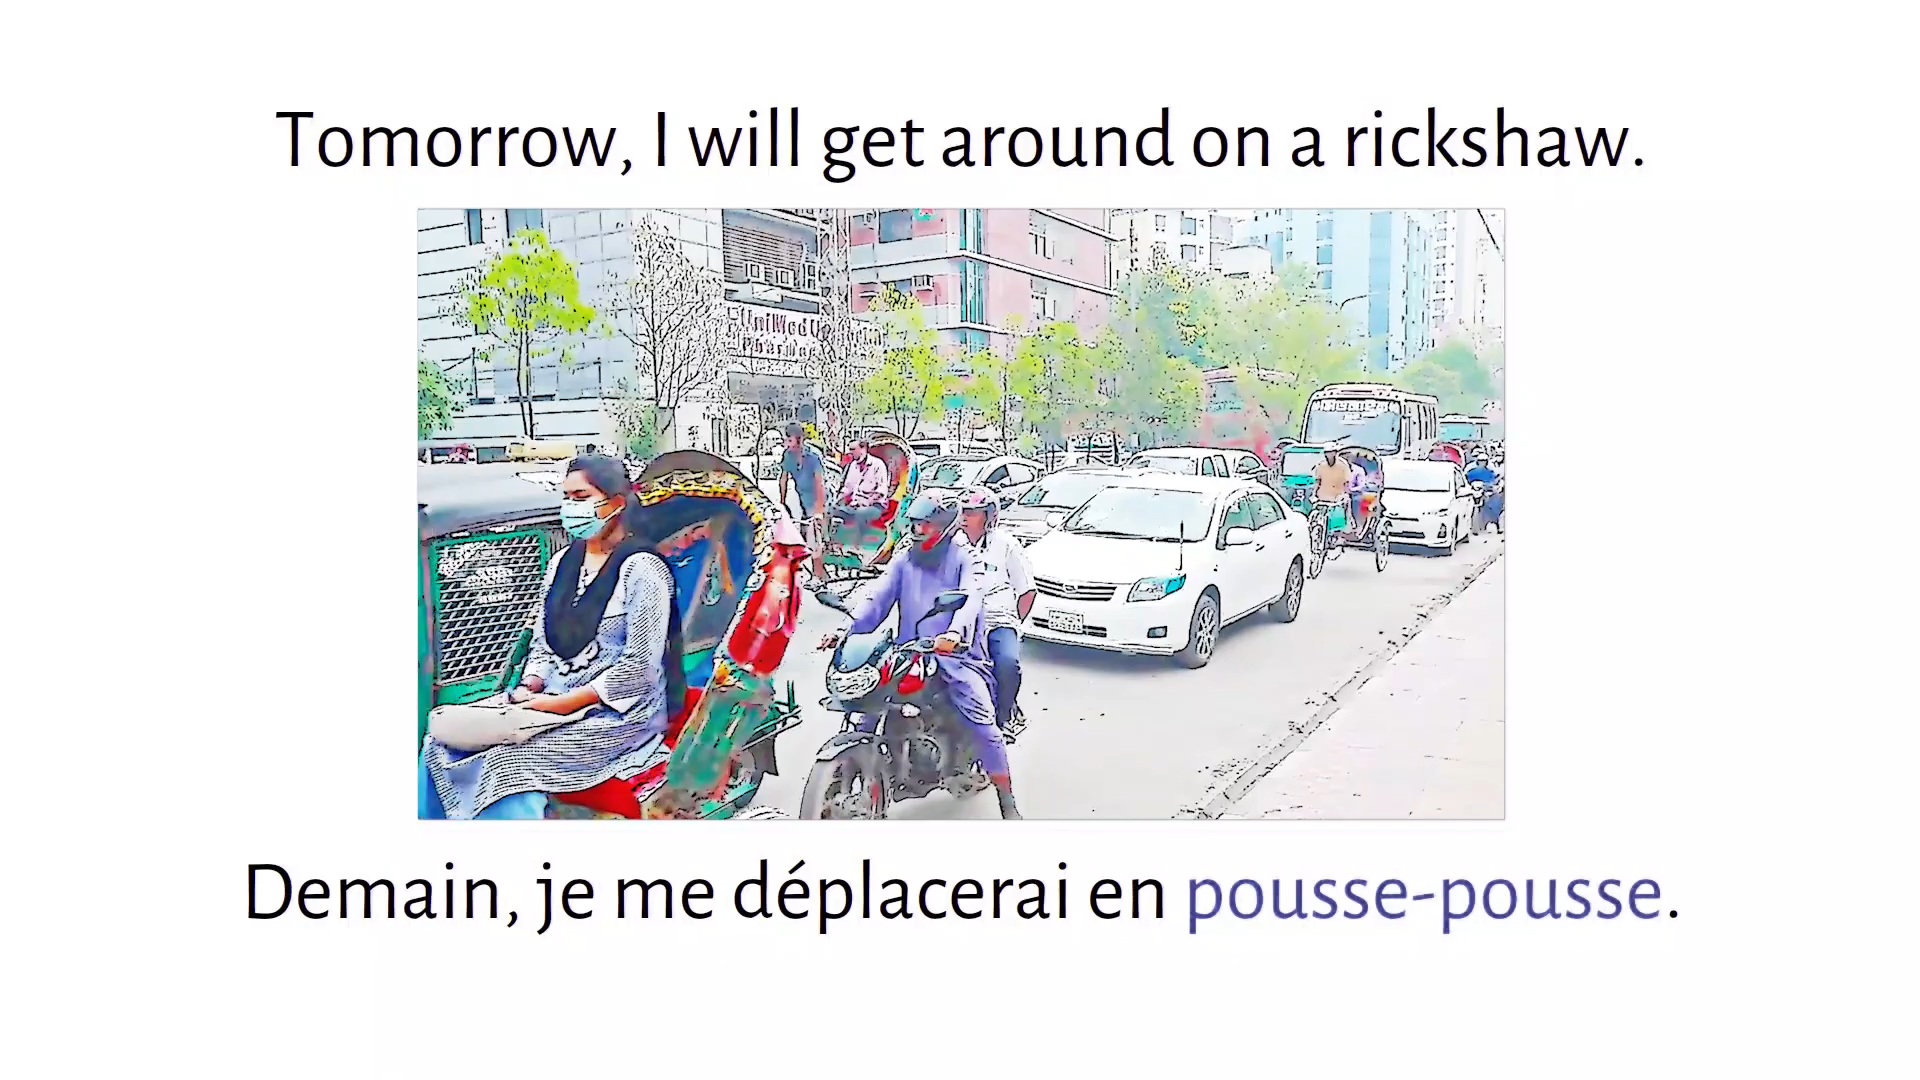 Tomorrow, I will get around on a rickshaw.
Demain, je me déplacerai en pousse-pousse.